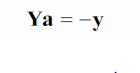 Ya = –y